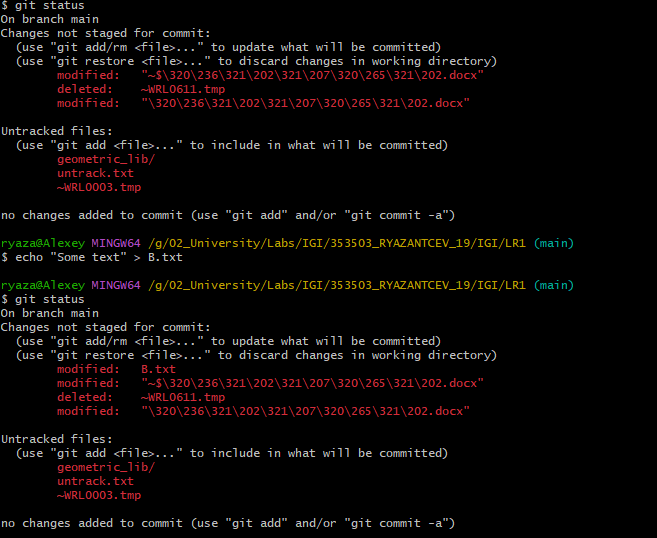 $ git status
On branch main
Changes not staged for commit:
  (use "git add/rm <file>..." to update what will be committed)
  (use "git restore <file>..." to discard changes in working directory)
        modified:   "~$\320\236\321\202\321\207\320\265\321\202.docx"
        deleted:    ~WRL0611.tmp
        modified:   "\320\236\321\202\321\207\320\265\321\202.docx"

Untracked files:
  (use "git add <file>..." to include in what will be committed)
        geometric_lib/
        untrack.txt
        ~WRL0003.tmp

no changes added to commit (use "git add" and/or "git commit -a")

ryaza@Alexey MINGW64 /g/02_University/Labs/IGI/353503_RYAZANTCEV_19/IGI/LR1 (main)
$ echo "Some text" > B.txt

ryaza@Alexey MINGW64 /g/02_University/Labs/IGI/353503_RYAZANTCEV_19/IGI/LR1 (main)
$ git status
On branch main
Changes not staged for commit:
  (use "git add/rm <file>..." to update what will be committed)
  (use "git restore <file>..." to discard changes in working directory)
        modified:   B.txt
        modified:   "~$\320\236\321\202\321\207\320\265\321\202.docx"
        deleted:    ~WRL0611.tmp
        modified:   "\320\236\321\202\321\207\320\265\321\202.docx"

Untracked files:
  (use "git add <file>..." to include in what will be committed)
        geometric_lib/
        untrack.txt
        ~WRL0003.tmp

no changes added to commit (use "git add" and/or "git commit -a")